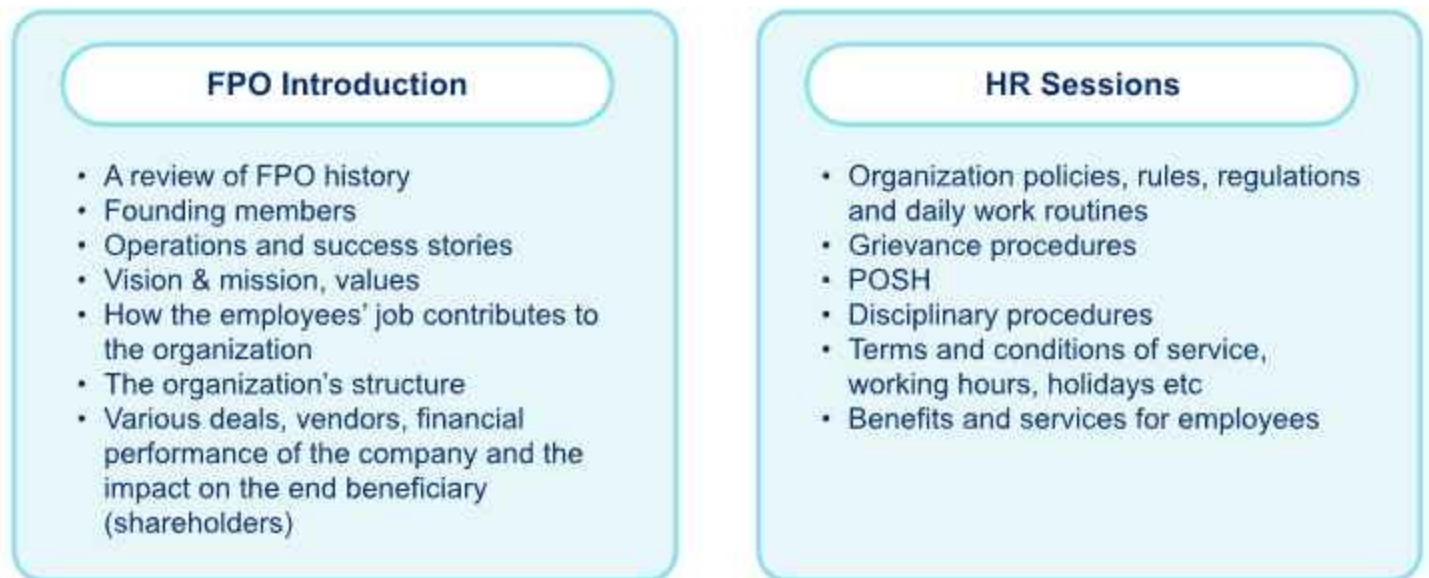 FPO Introduction
• A review of FPO history
• Founding members
• Operations and success stories
• Vision & mission, values
• How the employees’ job contributes to
the organization
• The organization’s structure
• Various deals, vendors, financial
performance of the company and the
impact on the end beneficiary
(shareholders)
HR Sessions
• Organization policies, rules, regulations
and daily work routines
• Grievance procedures
• POSH
• Disciplinary procedures
• Terms and conditions of service,
working hours, holidays etc
• Benefits and services for employees